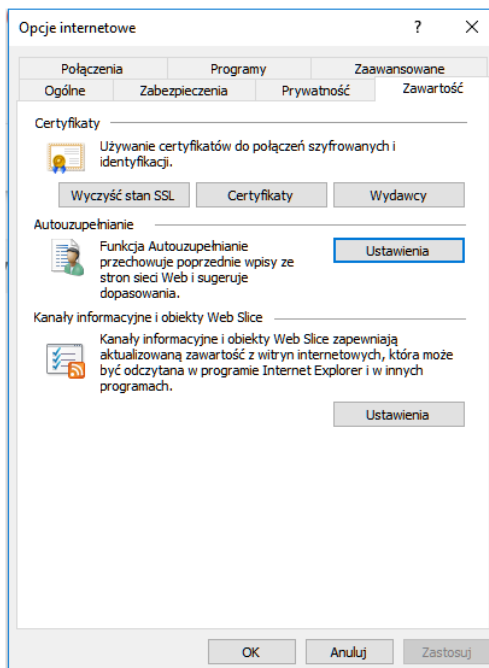 Opcje internetowe
?
Połączenia Programy Zaawansowane
Ogólne Zabezpieczenia Prywatność Zawartość
Certyfikaty
Używanie certyfikatów do połączeń szyfrowanych i
identyfikacji.
Wyczyść stan SSL Certyfikaty Wydawcy
Autouzupełnianie
Funkcja Autouzupełnianie
przechowuje poprzednie wpisy ze
stron sieci Web i sugeruje
dopasowania.
Ustawienia
Kanały informacyjne i obiekty Web Slice
Kanały informacyjne i obiekty Web Slice zapewniają
aktualizowaną zawartość z witryn internetowych, która może
być odczytana w programie Internet Explorer i w innych
programach.
Ustawienia
OK Anuluj Zastosuj